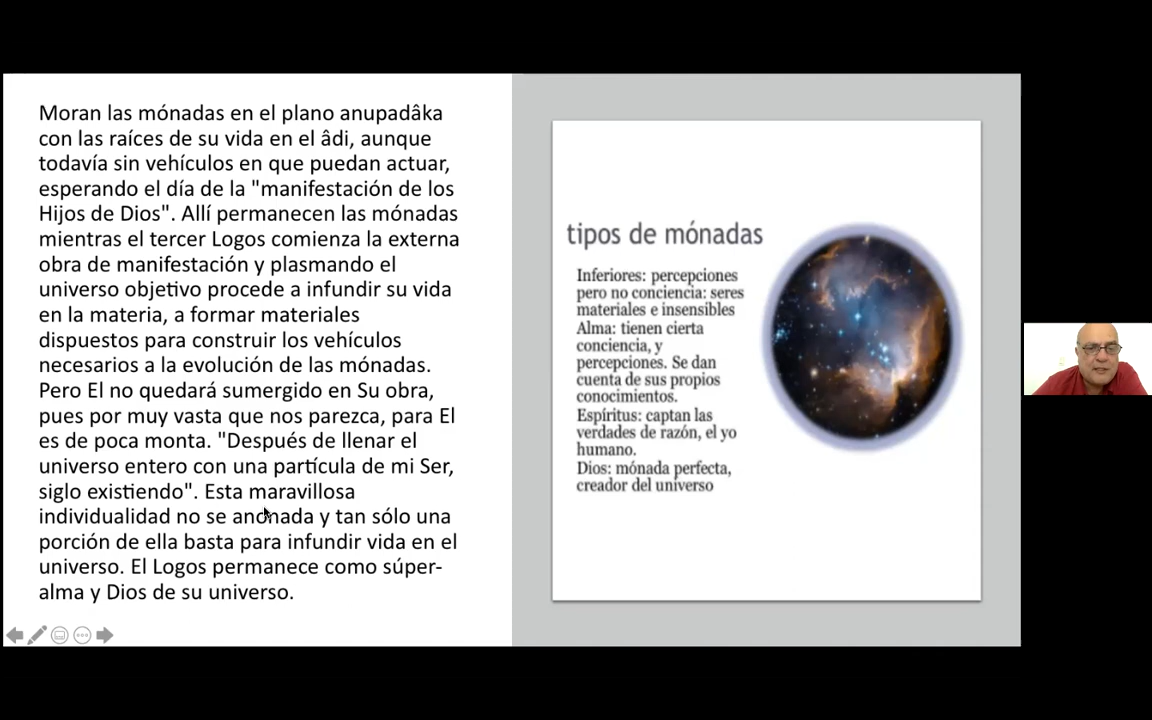 Moran las mónadas en el plano anupadâka
con las raíces de su vida en el âdi, aunque
todavía sin vehículos en que puedan actuar,
esperando el día de la "manifestación de los
Hijos de Dios". Allí permanecen las mónadas
mientras el tercer Logos comienza la externa
obra de manifestación y plasmando el
universo objetivo procede a infundir su vida
en la materia, a formar materiales
dispuestos para construir los vehículos
necesarios a la evolución de las mónadas.
Pero El no quedará sumergido en Su obra,
pues por muy vasta que nos parezca, para El
es de poca monta. "Después de llenar el
universo entero con una partícula de mi Ser,
siglo existiendo". Esta maravillosa
individualidad no se anonada y tan sólo una
porción de ella basta para infundir vida en el
universo. El Logos permanece como súper-
alma y Dios de su universo.
tipos de mónadas
Inferiores: percepciones
pero no conciencia: seres
materiales e insensibles
Alma: tienen cierta
conciencia, y
percepciones. Se dan
cuenta de sus propios
conocimientos.
Espíritus: captan las
verdades de razón, el yo
humano.
Dios: mónada perfecta,
creador del universo